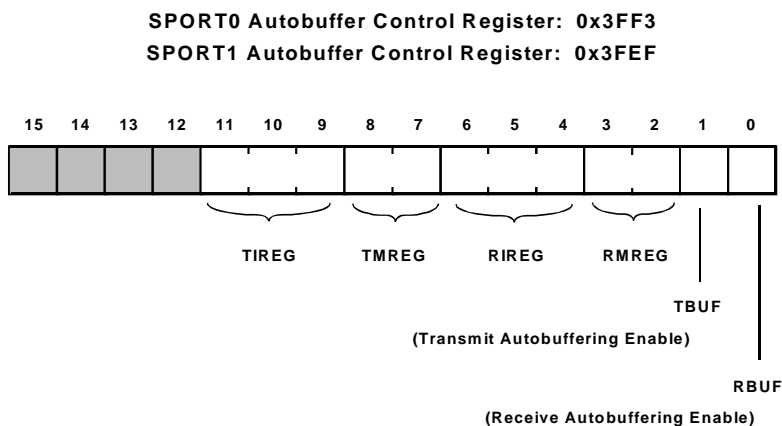 SPORT0 Autobuffer Control Register: 0x3FF3
SPORT1 Autobuffer Control Register: 0x3FEF
15 14 13 12 11 10 9 8 7 6 5 4 3 2 1 0
TIREG TMREG RIREG RMREG
TBUF
(Transmit Autobuffering Enable)
RBUF
(Receive Autobuffering Enable)